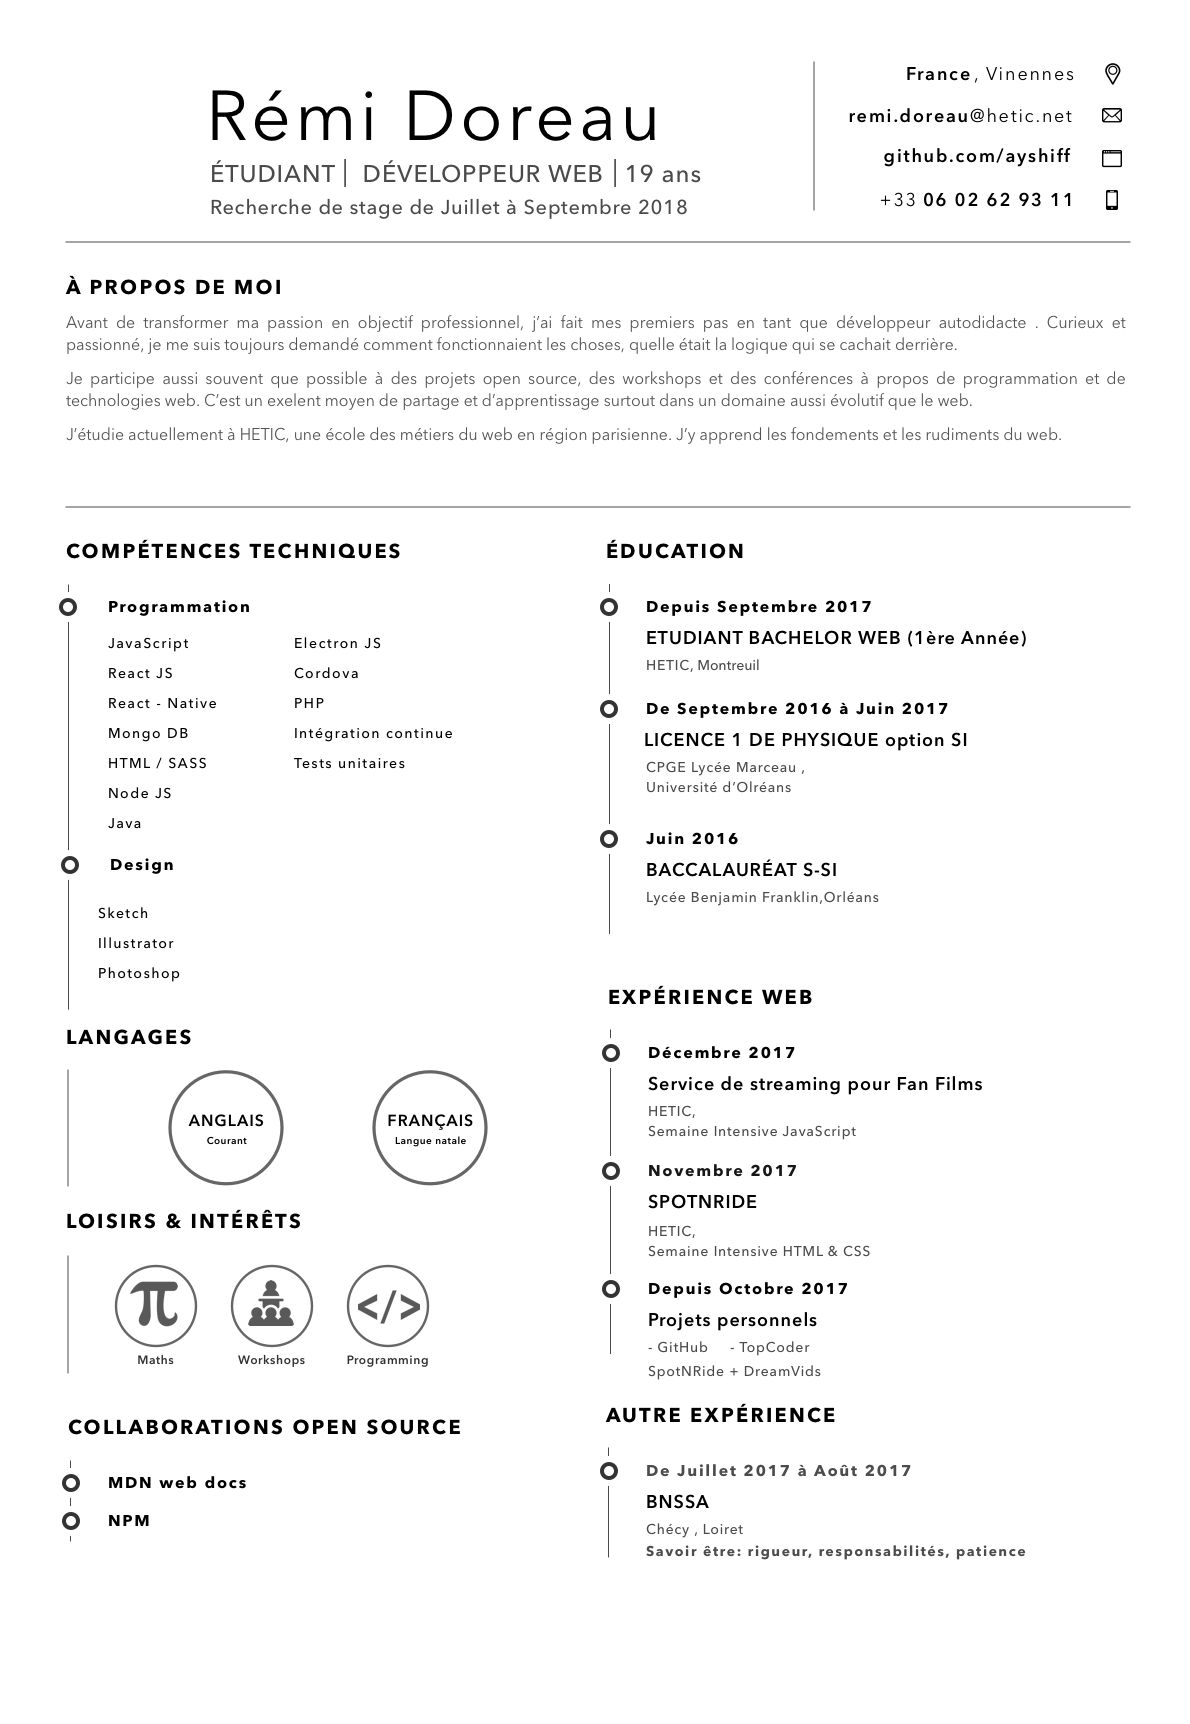 Rémi Doreau
ÉTUDIANT | DÉVELOPPEUR WEB | 19 ans
Recherche de stage de Juillet à Septembre 2018
France, Vinennes
remi.doreau@hetic.net
github.com/ayshiff
+33 06 02 62 93 11
À PROPOS DE MOI
Avant de transformer ma passion en objectif professionnel, j’ai fait mes premiers pas en tant que développeur autodidacte . Curieux et
passionné, je me suis toujours demandé comment fonctionnaient les choses, quelle était la logique qui se cachait derrière.
Je participe aussi souvent que possible à des projets open source, des workshops et des conférences à propos de programmation et de
technologies web. C’est un exelent moyen de partage et d’apprentissage surtout dans un domaine aussi évolutif que le web.
J’étudie actuellement à HETIC, une école des métiers du web en région parisienne. J’y apprend les fondements et les rudiments du web.
COMPÉTENCES TECHNIQUES
Programmation
JavaScript
React JS
React - Native
Mongo DB
HTML / SASS
Node JS
Java
Electron JS
Cordova
PHP
Intégration continue
Tests unitaires
Design
Sketch
Illustrator
Photoshop
LANGAGES
ANGLAIS
Courant
FRANÇAIS
Langue natale
LOISIRS & INTÉRÊTS
π
</>
Maths
Workshops
Programming
COLLABORATIONS OPEN SOURCE
MDN web docs
NPM
ÉDUCATION
Depuis Septembre 2017
ETUDIANT BACHELOR WEB (1ère Année)
HETIC, Montreuil
De Septembre 2016 à Juin 2017
LICENCE 1 DE PHYSIQUE option SI
CPGE Lycée Marceau ,
Université d’Olréans
Juin 2016
BACCALAURÉAT S-SI
Lycée Benjamin Franklin,Orléans
EXPÉRIENCE WEB
Décembre 2017
Service de streaming pour Fan Films
HETIC,
Semaine Intensive JavaScript
Novembre 2017
SPOTNRIDE
HETIC,
Semaine Intensive HTML & CSS
Depuis Octobre 2017
Projets personnels
- GitHub - TopCoder
SpotNRide + DreamVids
AUTRE EXPÉRIENCE
De Juillet 2017 à Août 2017
BNSSA
Chécy , Loiret
Savoir être: rigueur, responsabilités, patience